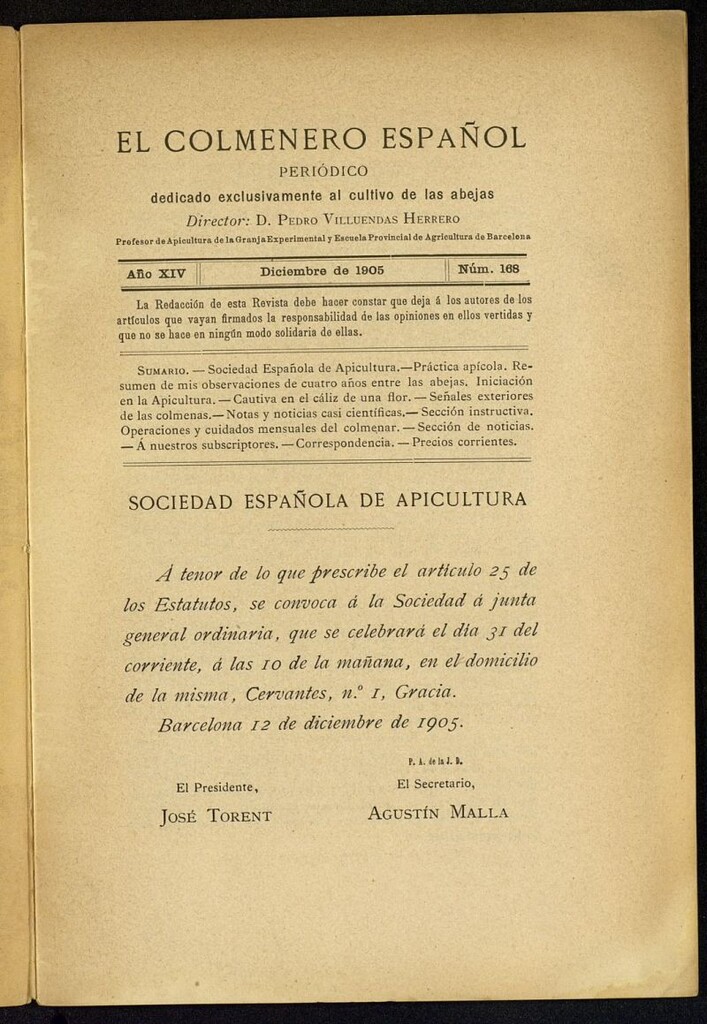 EL COLMENERO ESPAÑOL
PERIÓDICO
dedicado exclusivamente al cultivo de las abejas
Director: D. PEDRO VILLUENDAS HERRERO
Profesor de Apicultura de la Granja Experimental y Escuela Provincial de Agricultura de Barcelona
Año XIV Diciembre de 1905 Núm. 168
La Redacción de esta Revista debe hacer constar que deja á los autores de los
artículos que vayan firmados la responsabilidad de las opiniones en ellos vertidas y
que no se hace en ningún modo solidaria de ellas.
SUMARIO. — Sociedad Española de Apicultura.—Práctica apícola. Re-
sumen de mis observaciones de cuatro años entre las abejas. Iniciación
en la Apicultura. — Cautiva en el cáliz de una flor. — Señales exteriores
de las colmenas.— Notas y noticias casi científicas.— Sección instructiva.
Operaciones y cuidados mensuales del colmenar. — Sección de noticias.
— Á nuestros subscriptores. — Correspondencia. — Precios corrientes.
SOCIEDAD ESPAÑOLA DE APICULTURA
Á tenor de lo que prescribe el artículo 25 de
los Estatutos, se convoca á la Sociedad á junta
general ordinaria, que se celebrará el día 31 del
corriente, á las 10 de la mañana, en el domicilio
de la misma, Cervantes, n.º 1, Gracia.
Barcelona 12 de diciembre de 1905.
P. A. de la J. D.
El Presidente, El Secretario,
JOSÉ TORENT AGUSTÍN MALLA